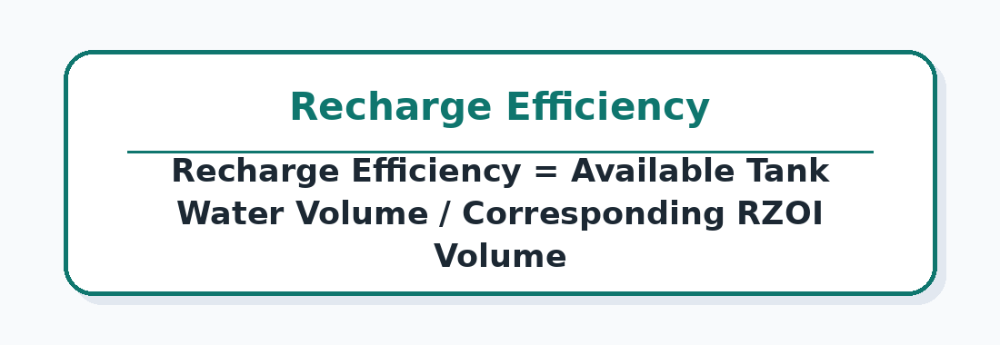 Recharge Efficiency
Recharge Efficiency = Available Tank
Water Volume / Corresponding RZOI
Volume